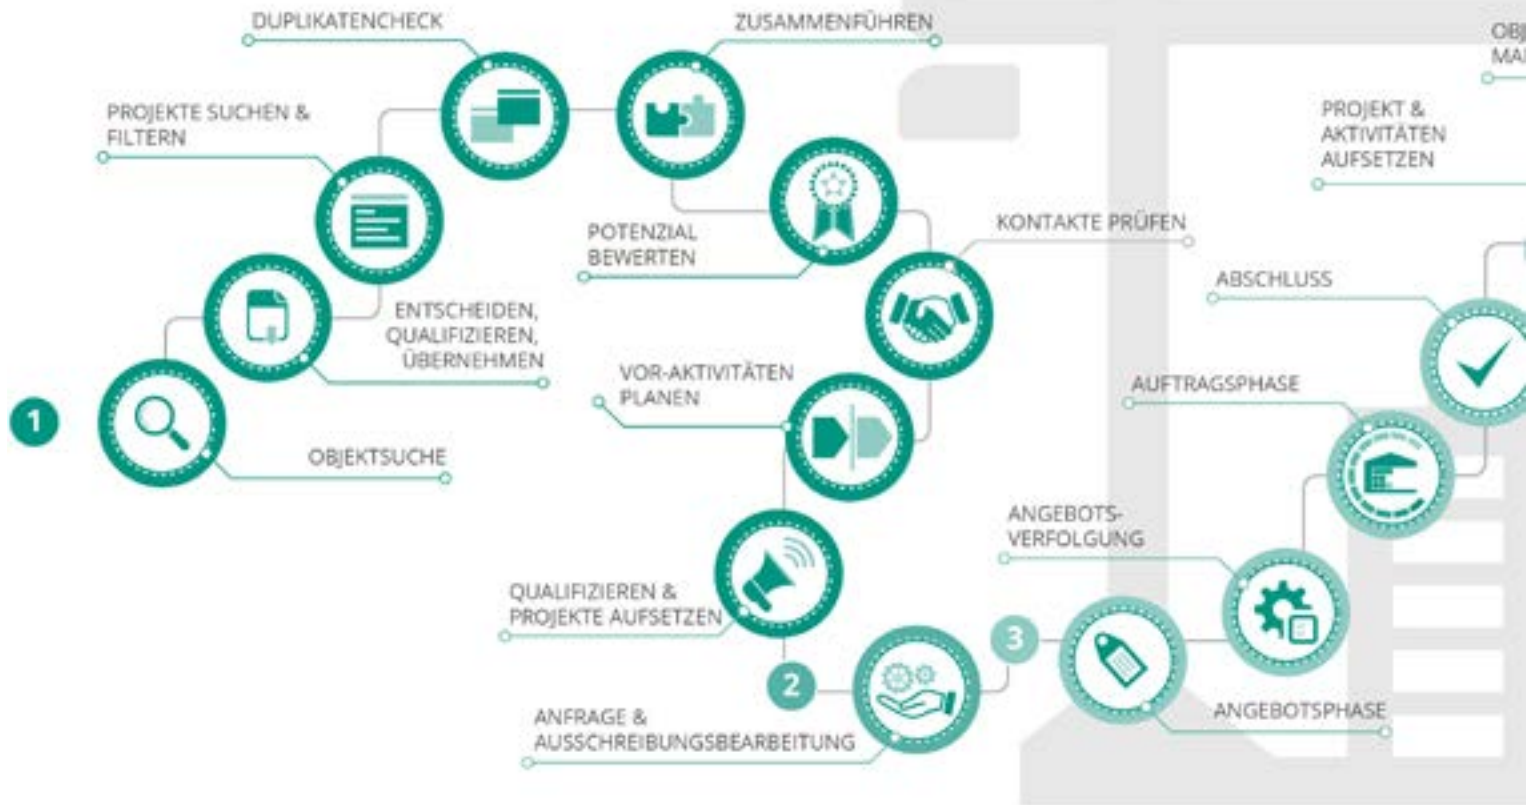 DUPLIKATENCHECK
ZUSAMMENFÜHREN
PROJEKTE SUCHEN &
FILTERN
ENTSCHEIDEN,
QUALIFIZIEREN,
ÜBERNEHMEN
1
OBJEKTSUCHE
POTENZIAL
BEWERTEN
KONTAKTE PRÜFEN
VOR-AKTIVITÄTEN
PLANEN
QUALIFIZIEREN &
PROJEKTE AUFSETZEN
2
ANFRAGE &
AUSSCHREIBUNGSBEARBEITUNG
3
ANGEBOTSPHASE
ANGEBOTS-
VERFOLGUNG
AUFTRAGSPHASE
ABSCHLUSS
PROJEKT &
AKTIVITÄTEN
AUFSETZEN